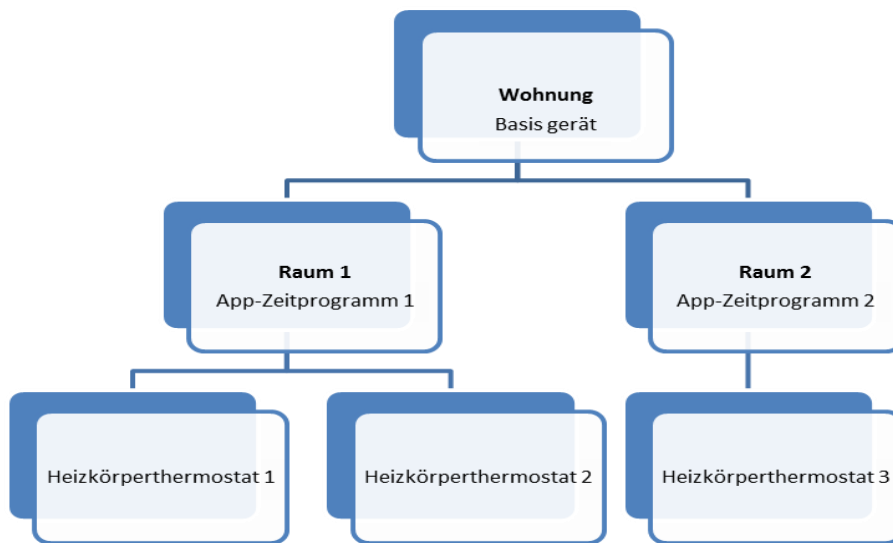 Wohnung
Basis gerät
Raum 1
App-Zeitprogramm 1
Raum 2
App-Zeitprogramm 2
Heizkörperthermostat 1
Heizkörperthermostat 2
Heizkörperthermostat 3